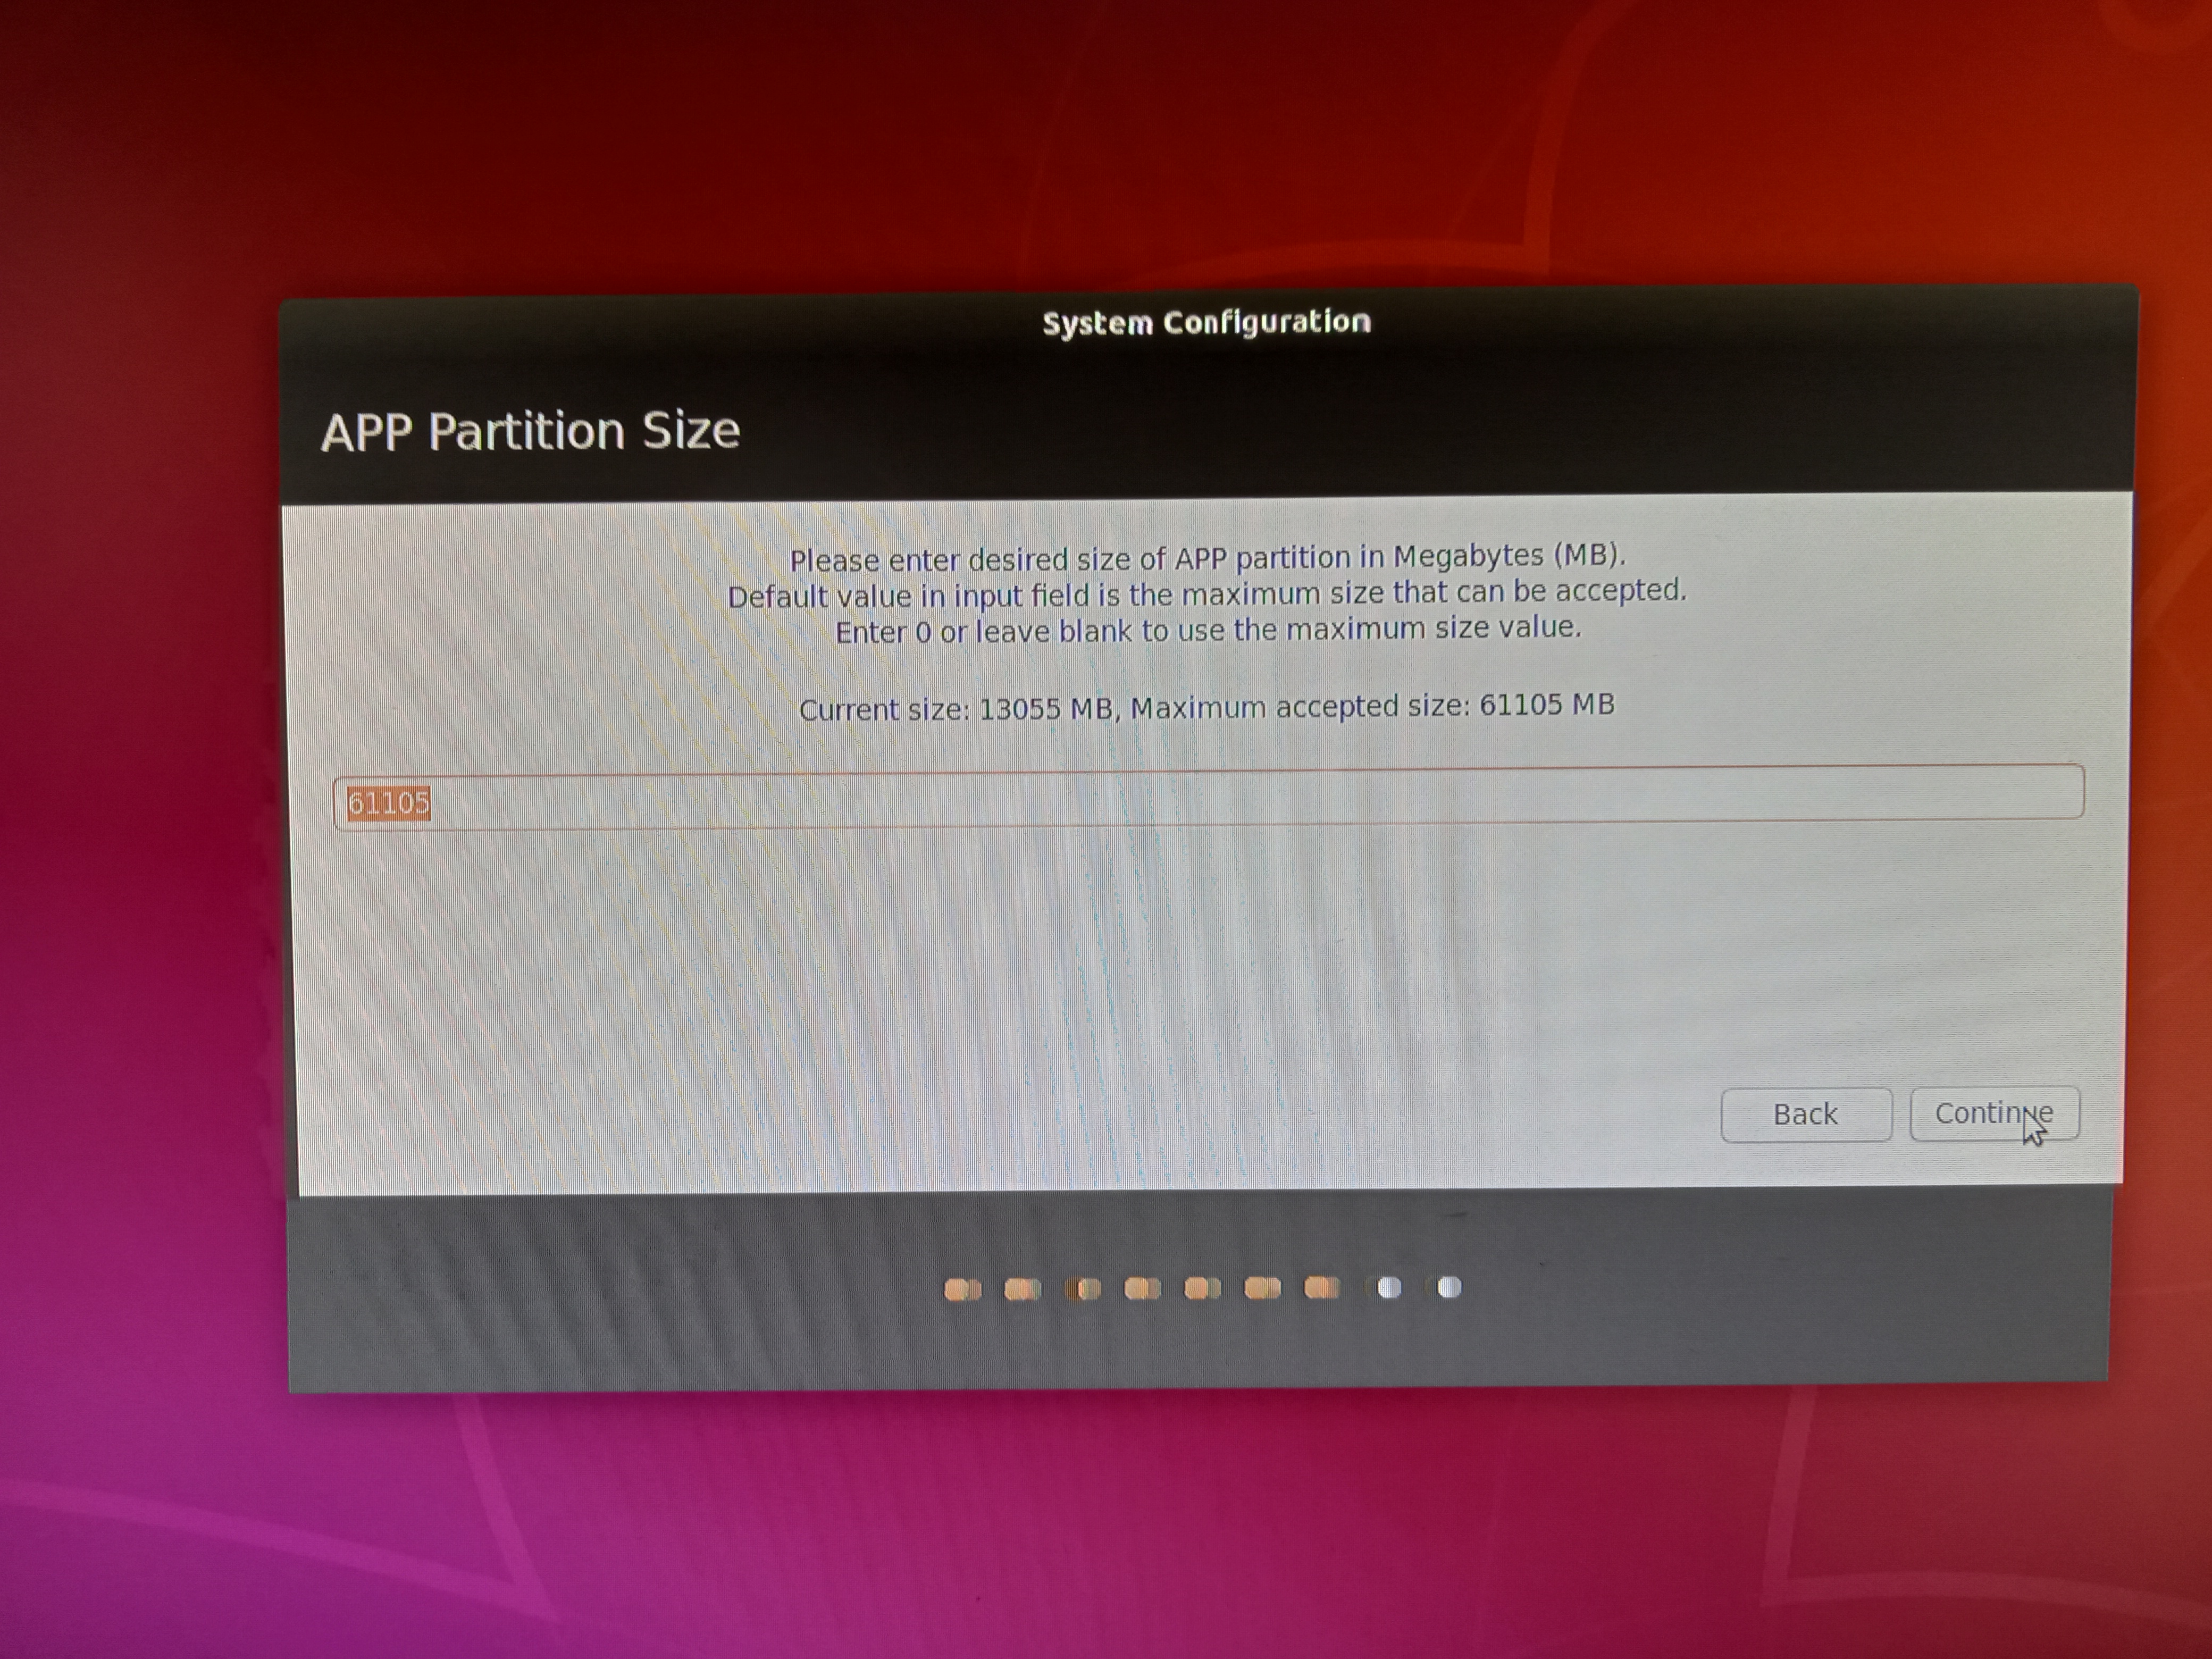 System Configuration
APP Partition Size
Please enter desired size of APP partition in Megabytes (MB).
Default value in input field is the maximum size that can be accepted.
Enter 0 or leave blank to use the maximum size value.
Current size: 13055 MB, Maximum accepted size: 61105 MB
61105
Back
Continue